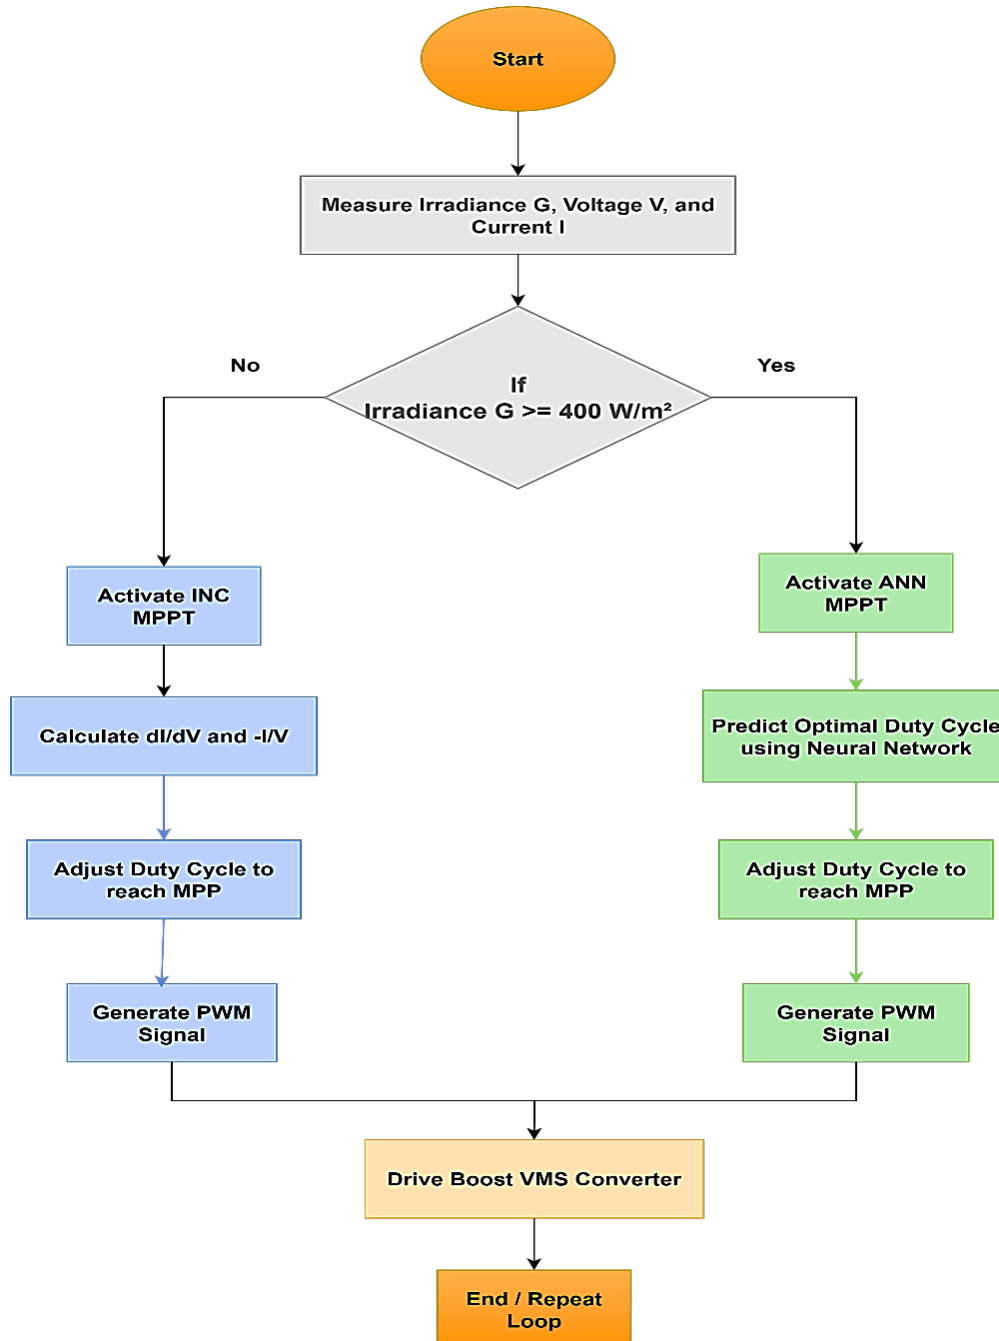 Start
Measure Irradiance G, Voltage V, and
Current I
No
Yes
If
Irradiance G >= 400 W/m²
Activate INC
MPPT
Activate ANN
MPPT
Calculate dI/dV and -I/V
Predict Optimal Duty Cycle
using Neural Network
Adjust Duty Cycle to
reach MPP
Adjust Duty Cycle to
reach MPP
Generate PWM
Signal
Generate PWM
Signal
Drive Boost VMS Converter
End / Repeat
Loop